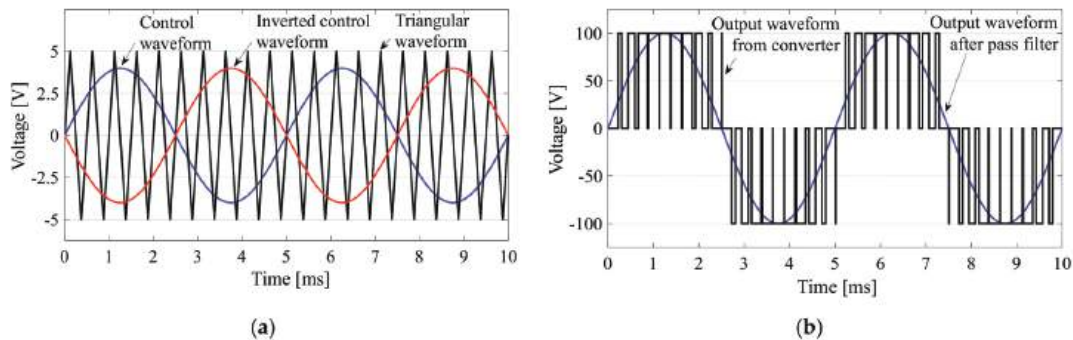 Control
waveform
Inverted control
waveform
Triangular
waveform
Voltage [V]
5
2.5
0
-2.5
-5
0 1 2 3 4 5 6 7 8 9 10
Time [ms]
(a)
Output waveform
from converter
Output waveform
after pass filter
Voltage [V]
100
50
0
-50
-100
0 1 2 3 4 5 6 7 8 9 10
Time [ms]
(b)